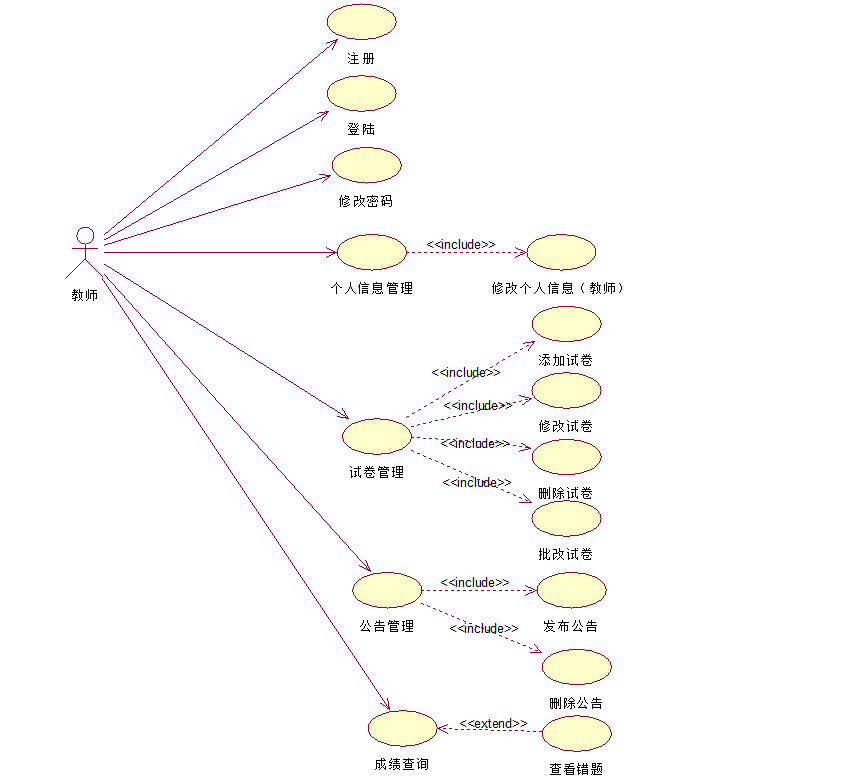 注册
登陆
修改密码
教师
个人信息管理
<<include>>
修改个人信息（教师）
<<include>>
添加试卷
<<include>>
修改试卷
<<include>>
删除试卷
试卷管理
<<include>>
批改试卷
<<include>>
公告管理
发布公告
<<include>>
删除公告
<<extend>>
成绩查询
查看错题